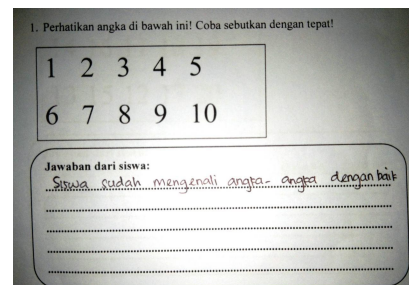 1. Perhatikan angka di bawah ini! Coba sebutkan dengan tepat!
1 2 3 4 5
6 7 8 9 10
Jawaban dari siswa:
Siswa sudah mengenali angka-angka dengan baik